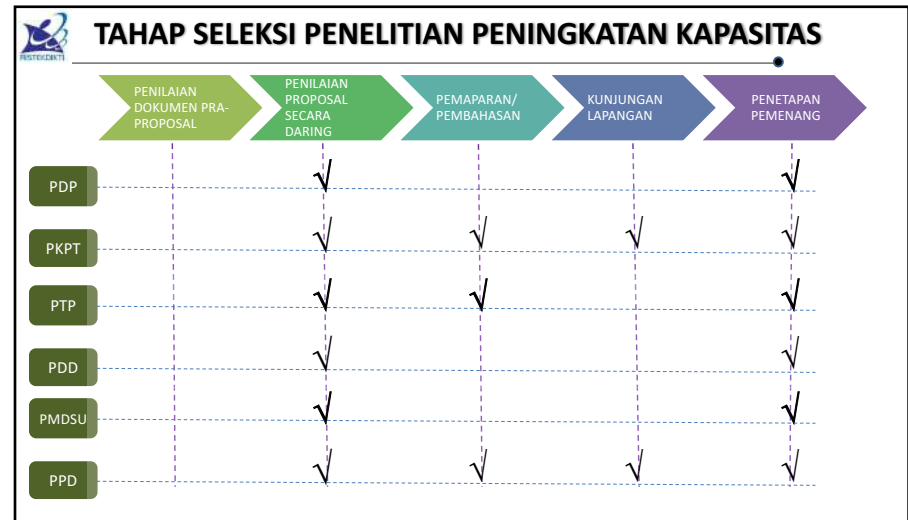 TAHAP SELEKSI PENELITIAN PENINGKATAN KAPASITAS
RISTEKDIKTI
PENILAIAN
DOKUMEN PRA-
PROPOSAL
PENILAIAN
PROPOSAL
SECARA
DARING
PEMAPARAN/
PEMBAHASAN
KUNJUNGAN
LAPANGAN
PENETAPAN
PEMENANG
PDP √ √
PKPT √ √ √ √
PTP √ √ √
PDD √ √
PMDSU √ √
PPD √ √ √ √